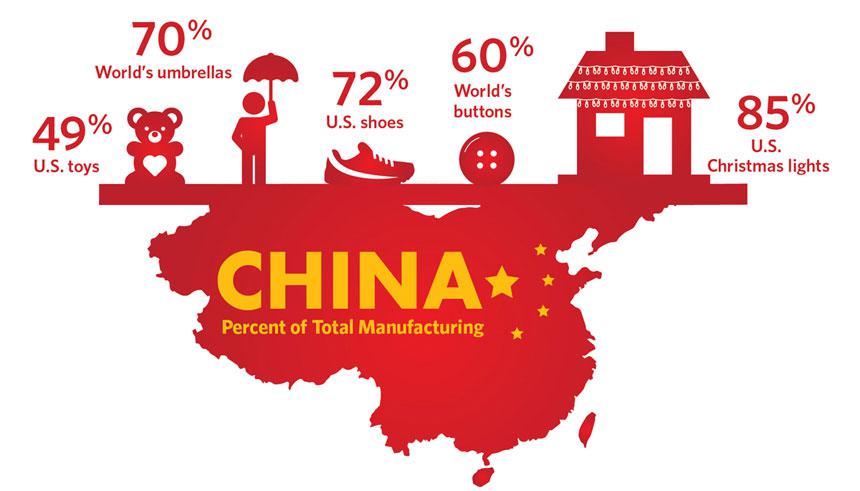 49%
U.S. toys
70%
World's umbrellas
72%
U.S. shoes
60%
World's
buttons
85%
U.S.
Christmas lights
CHINA
Percent of Total Manufacturing